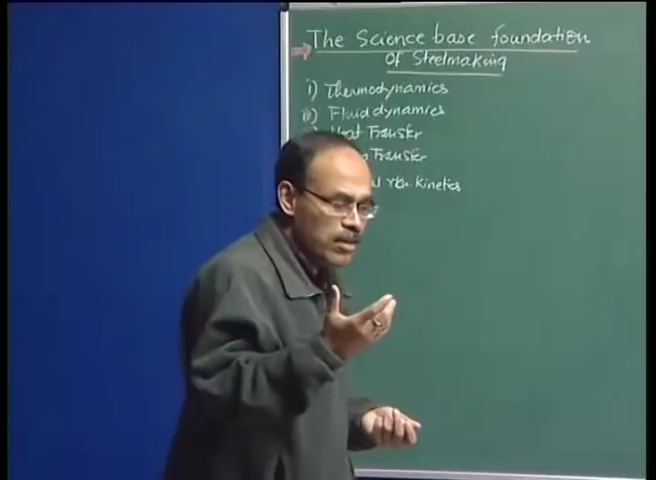 The Science base foundation
of Steelmaking
i) Thermodynamics
ii) Fluid dynamics
Heat Transfer
Transfer
kinetics